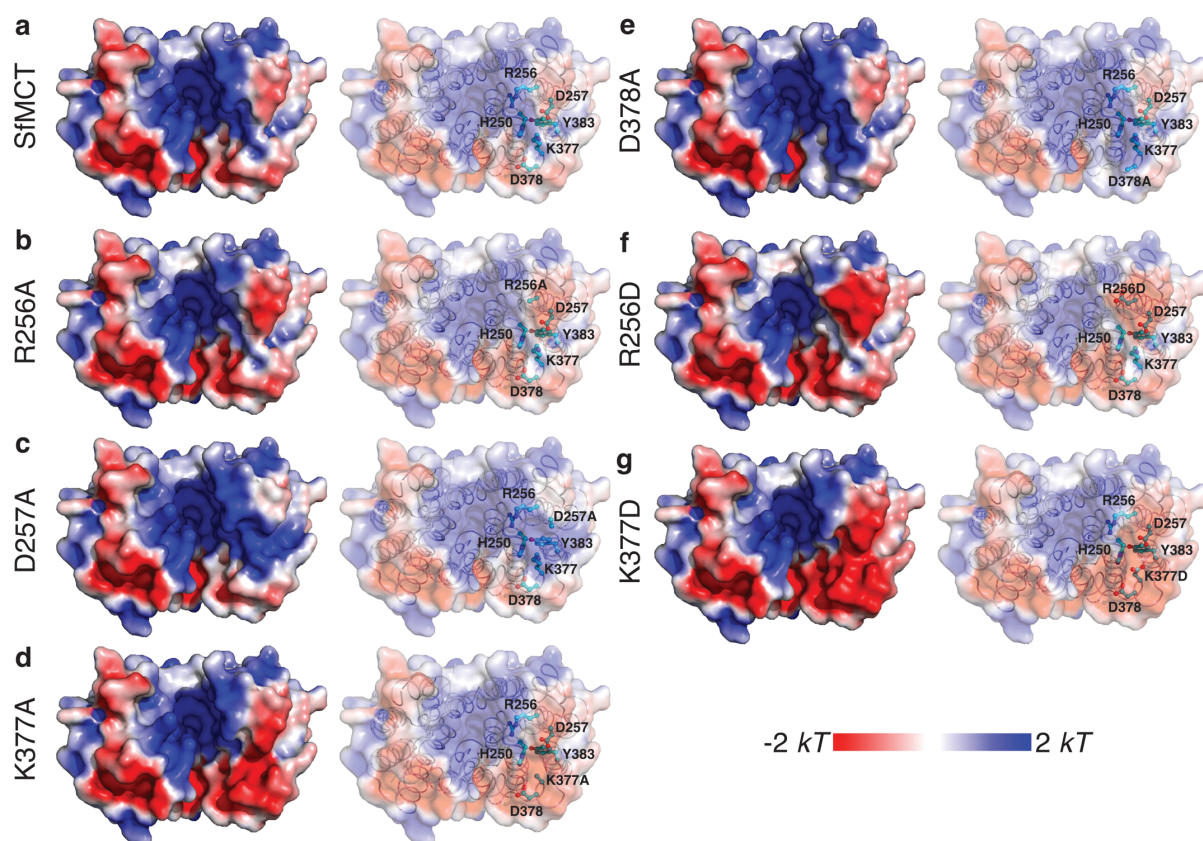 a
SfMCT
R256
D257
H250
Y383
K377
D378
b
R256A
R256A
D257
H250
Y383
K377
D378
c
D257A
R256
D257A
H250
Y383
K377
D378
d
K377A
R256
D257
H250
Y383
K377A
D378
e
D378A
R256
D257
H250
Y383
K377
D378A
f
R256D
R256D
D257
H250
Y383
K377
D378
g
K377D
R256
D257
H250
Y383
K377D
D378
-2 kT 2 kT